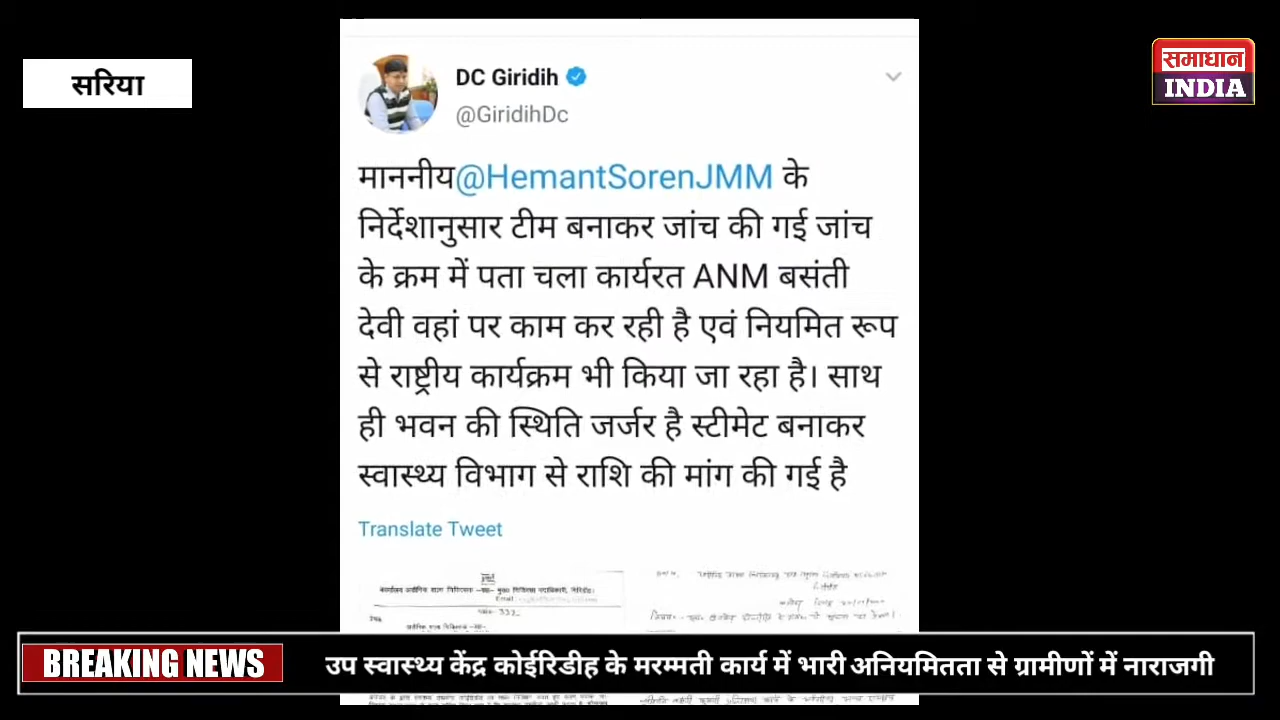 सरिया
समाधान
INDIA
DC Giridih
@GiridihDc
माननीय@HemantSorenJMM के
निर्देशानुसार टीम बनाकर जांच की गई जांच
के क्रम में पता चला कार्यरत ANM बसंती
देवी वहां पर काम कर रही है एवं नियमित रूप
से राष्ट्रीय कार्यक्रम भी किया जा रहा है। साथ
ही भवन की स्थिति जर्जर है स्टीमेट बनाकर
स्वास्थ्य विभाग से राशि की मांग की गई है
Translate Tweet
BREAKING NEWS
उप स्वास्थ्य केंद्र कोईरिडीह के मरम्मती कार्य में भारी अनियमितता से ग्रामीणों में नाराजगी